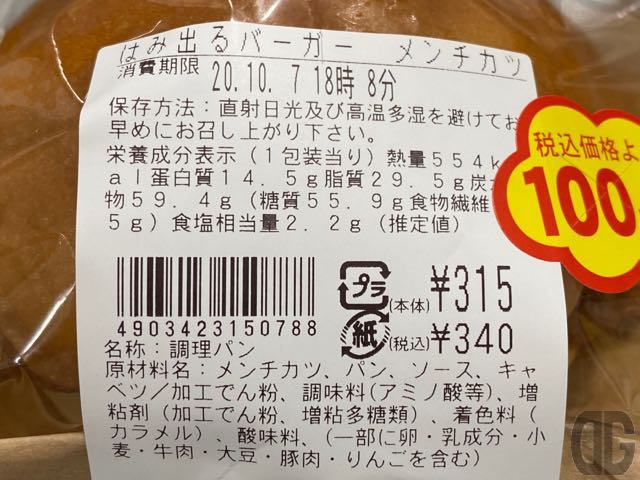 はみ出るバーガー　メンチカツ
消費期限 20.10. 7 18時 8分
保存方法：直射日光及び高温多湿を避けてお
早めにお召し上がり下さい。
栄養成分表示（１包装当り）熱量５５４k
aｌ蛋白質１４．５g脂質２９．５g炭
物５９．４g（糖質５５．９g食物繊維
５g）食塩相当量２．２g（推定値）
税込価格よ
100
4903423150788
プラ
紙
(本体) ¥315
(税込) ¥340
名称：調理パン
原材料名：メンチカツ、パン、ソース、キャ
ベツ／加工でん粉、調味料(アミノ酸等)、増
粘剤（加工でん粉、増粘多糖類）、着色料（
カラメル）、酸味料、（一部に卵・乳成分・小
麦・牛肉・大豆・豚肉・りんごを含む）
DG